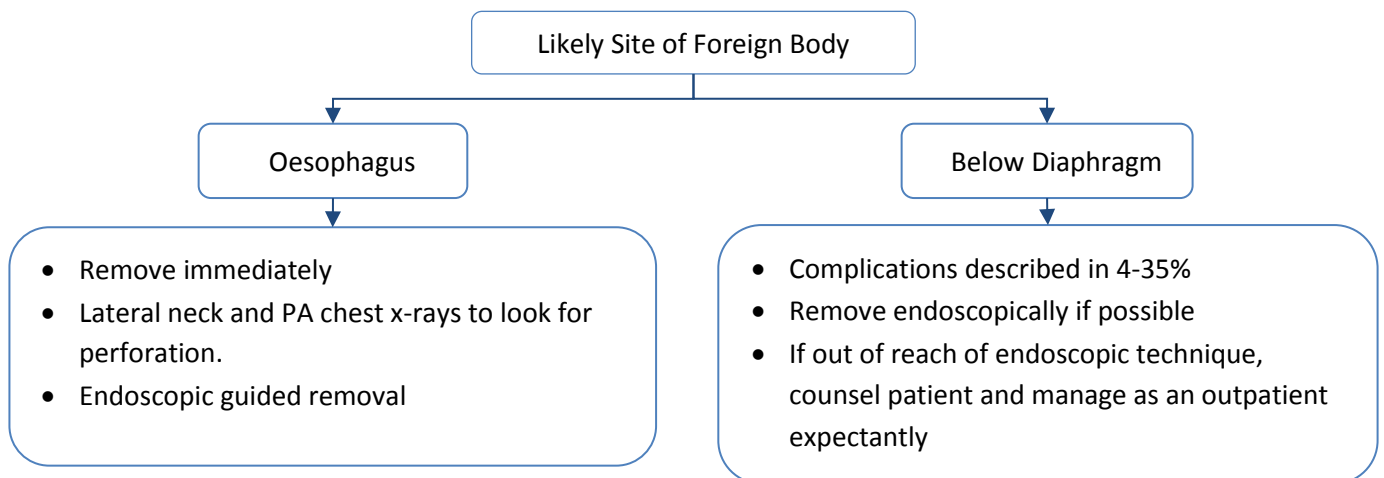 Likely Site of Foreign Body
Oesophagus
Below Diaphragm
• Remove immediately
• Lateral neck and PA chest x-rays to look for
perforation.
• Endoscopic guided removal
• Complications described in 4-35%
• Remove endoscopically if possible
• If out of reach of endoscopic technique,
counsel patient and manage as an outpatient
expectantly